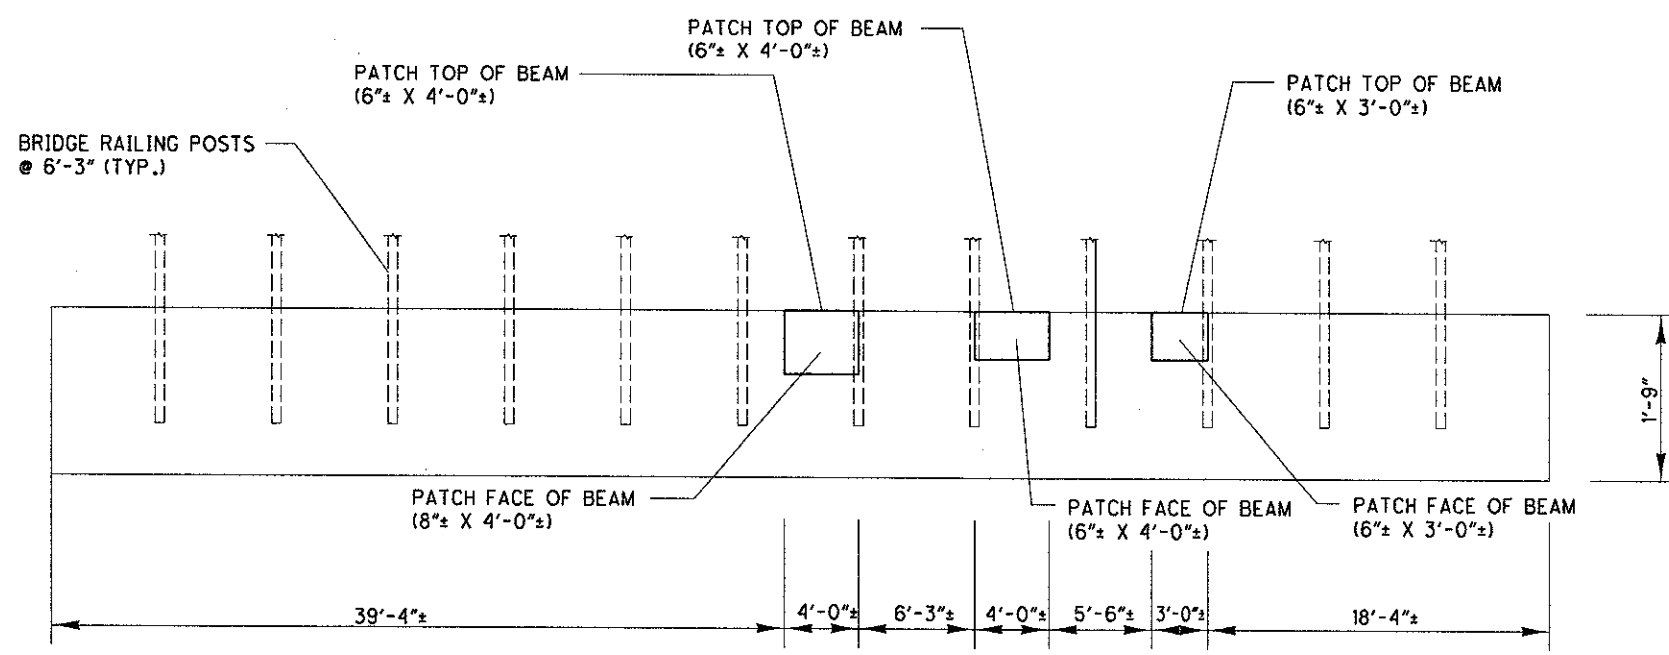 PATCH TOP OF BEAM
(6"± X 4'-0"±)
PATCH TOP OF BEAM
(6"± X 4'-0"±)
PATCH TOP OF BEAM
(6"± X 3'-0"±)
BRIDGE RAILING POSTS
@ 6'-3" (TYP.)
1'-9"
PATCH FACE OF BEAM
(8"± X 4'-0"±)
PATCH FACE OF BEAM
(6"± X 4'-0"±)
PATCH FACE OF BEAM
(6"± X 3'-0"±)
39'-4"±
4'-0"±
6'-3"±
4'-0"±
5'-6"±
3'-0"±
18'-4"±